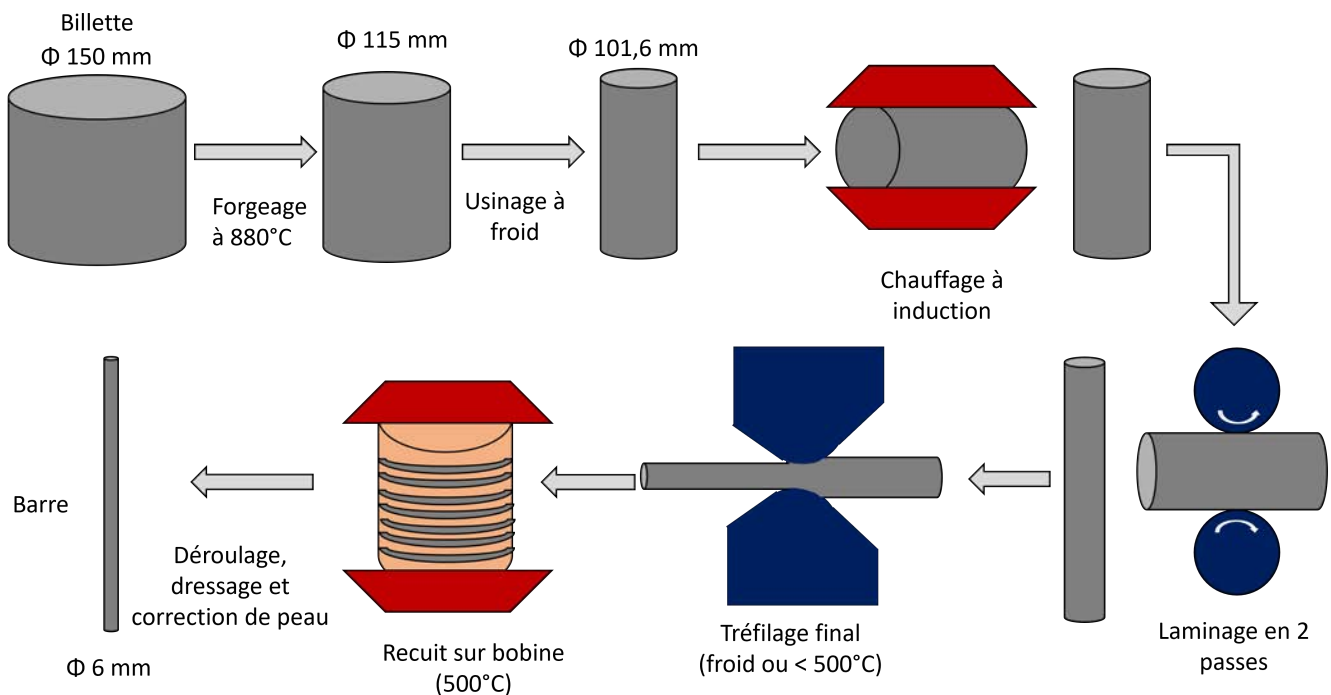 Billette
Φ 150 mm
Φ 115 mm
Φ 101,6 mm
Forgeage
à 880°C
Usinage à
froid
Chauffage à
induction
Laminage en 2
passes
Tréfilage final
(froid ou < 500°C)
Recuit sur bobine
(500°C)
Déroulage,
dressage et
correction de peau
Barre
Φ 6 mm